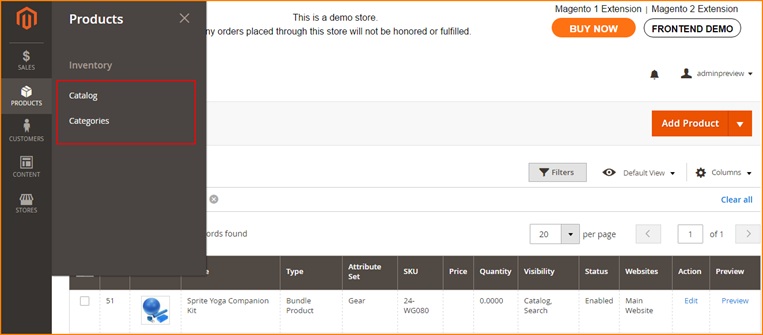 Products
This is a demo store.
ny orders placed through this store will not be honored or fulfilled.
Magento 1 Extension | Magento 2 Extension
BUY NOW
FRONTEND DEMO
$
SALES
PRODUCTS
CUSTOMERS
CONTENT
STORES
Inventory
Catalog
Categories
adminpreview
Add Product
Filters
Default View
Columns
Clear all
ords found
20 per page
1 of 1
Type Attribute Set SKU Price Quantity Visibility Status Websites Action Preview
51 Sprite Yoga Companion Kit Bundle Product Gear 24-WG080 0.0000 Catalog, Search Enabled Main Website Edit Preview